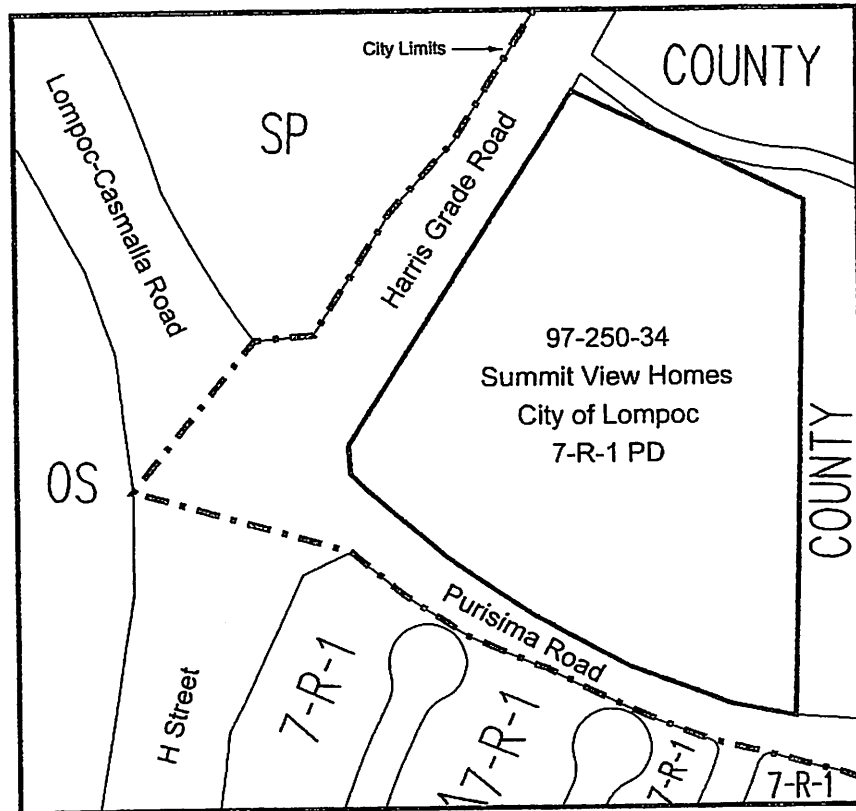 City Limits
COUNTY
SP
Lompoc-Casmalla Road
Harris Grade Road
97-250-34
Summit View Homes
City of Lompoc
7-R-1 PD
COUNTY
OS
Purisima Road
H Street
7-R-1
17-R-1
7-R-1
7-R-1